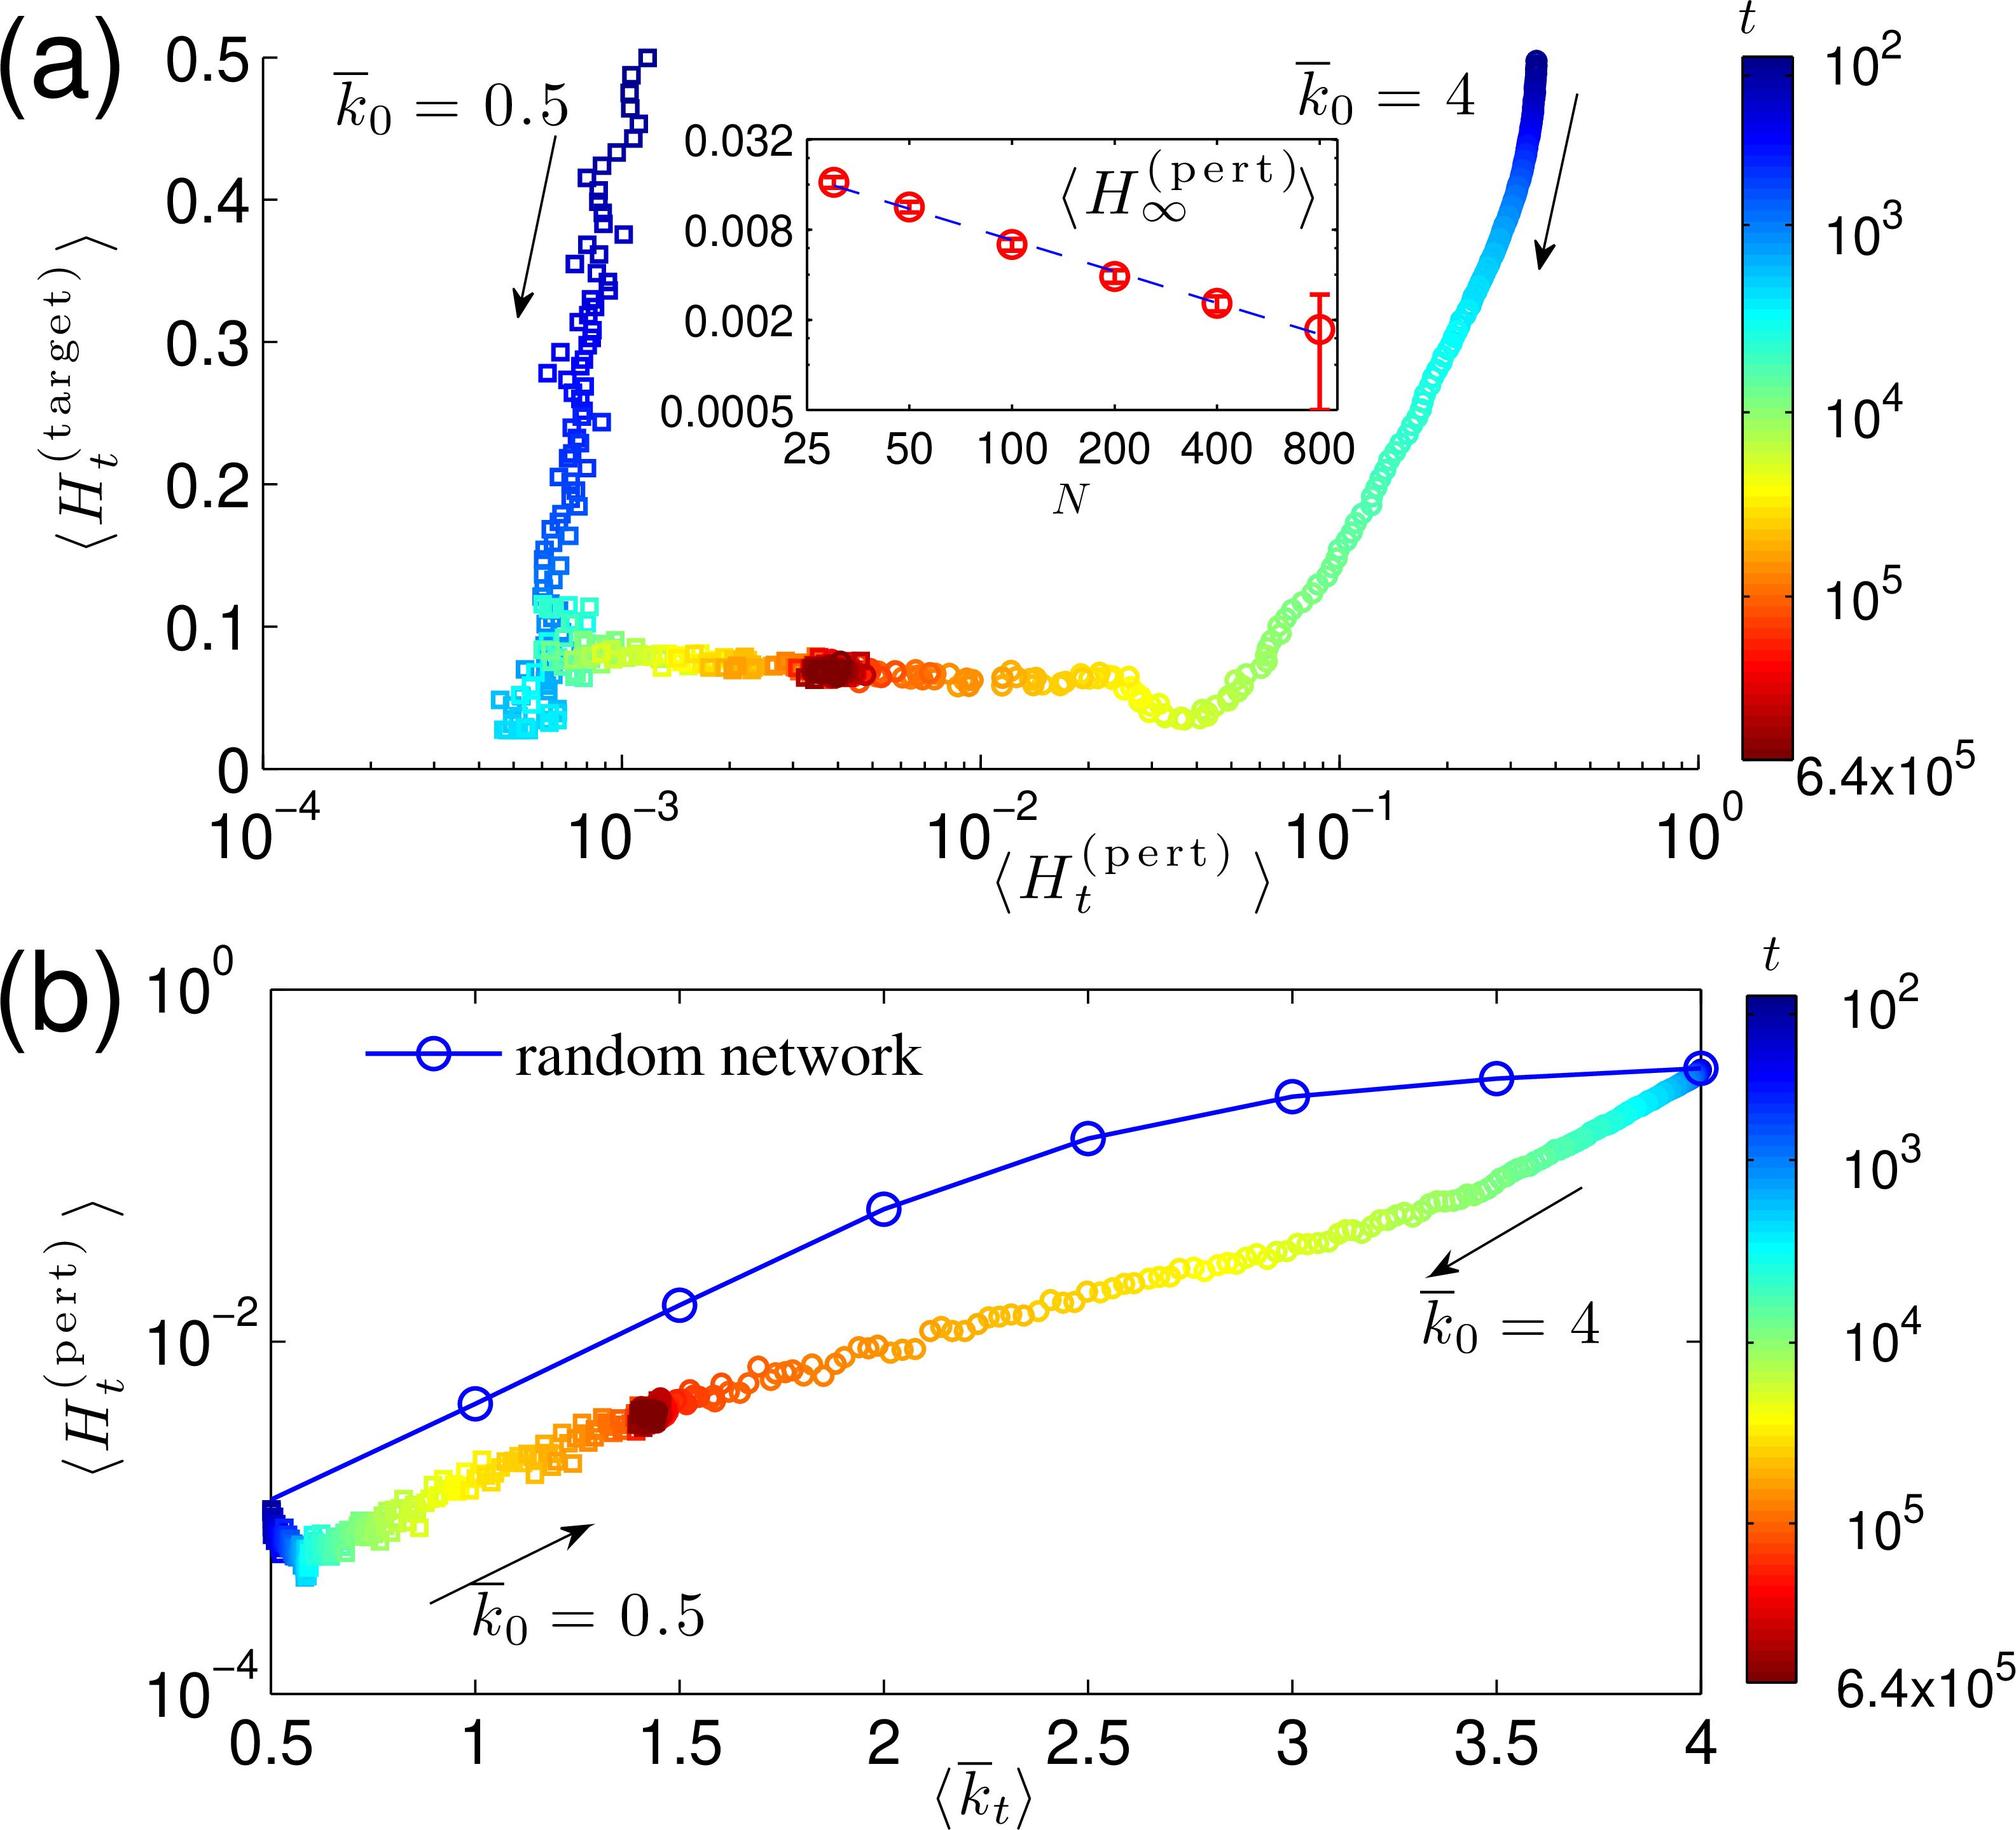 (a)
t
0.5
0.4
0.3
0.2
0.1
0
⟨H_t^(target)⟩
k̅_0 = 0.5
k̅_0 = 4
0.032
0.008
0.002
0.0005
⟨H_∞^(pert)⟩
25 50 100 200 400 800
N
10^2
10^3
10^4
10^5
6.4x10^5
10^−4 10^−3 10^−2 10^−1 10^0
⟨H_t^(pert)⟩
(b)
t
10^0
10^−2
10^−4
⟨H_t^(pert)⟩
random network
k̅_0 = 4
k̅_0 = 0.5
10^2
10^3
10^4
10^5
6.4x10^5
0.5 1 1.5 2 2.5 3 3.5 4
⟨k̅_t⟩